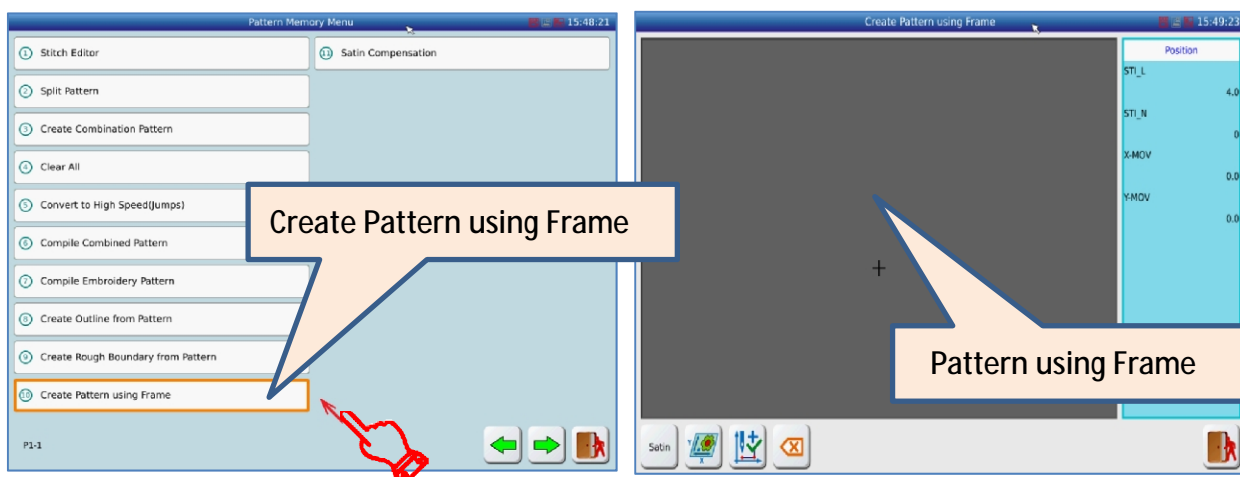 Pattern Memory Menu
15:48:21
1 Stitch Editor
11 Satin Compensation
2 Split Pattern
3 Create Combination Pattern
4 Clear All
5 Convert to High Speed(Jumps)
6 Compile Combined Pattern
7 Compile Embroidery Pattern
8 Create Outline from Pattern
9 Create Rough Boundary from Pattern
10 Create Pattern using Frame
P1-1
Create Pattern using Frame
Create Pattern using Frame
15:49:23
Position
STI_L
4.0
STI_N
0
X-MOV
0.0
Y-MOV
0.0
Pattern using Frame
Satin
Y
X